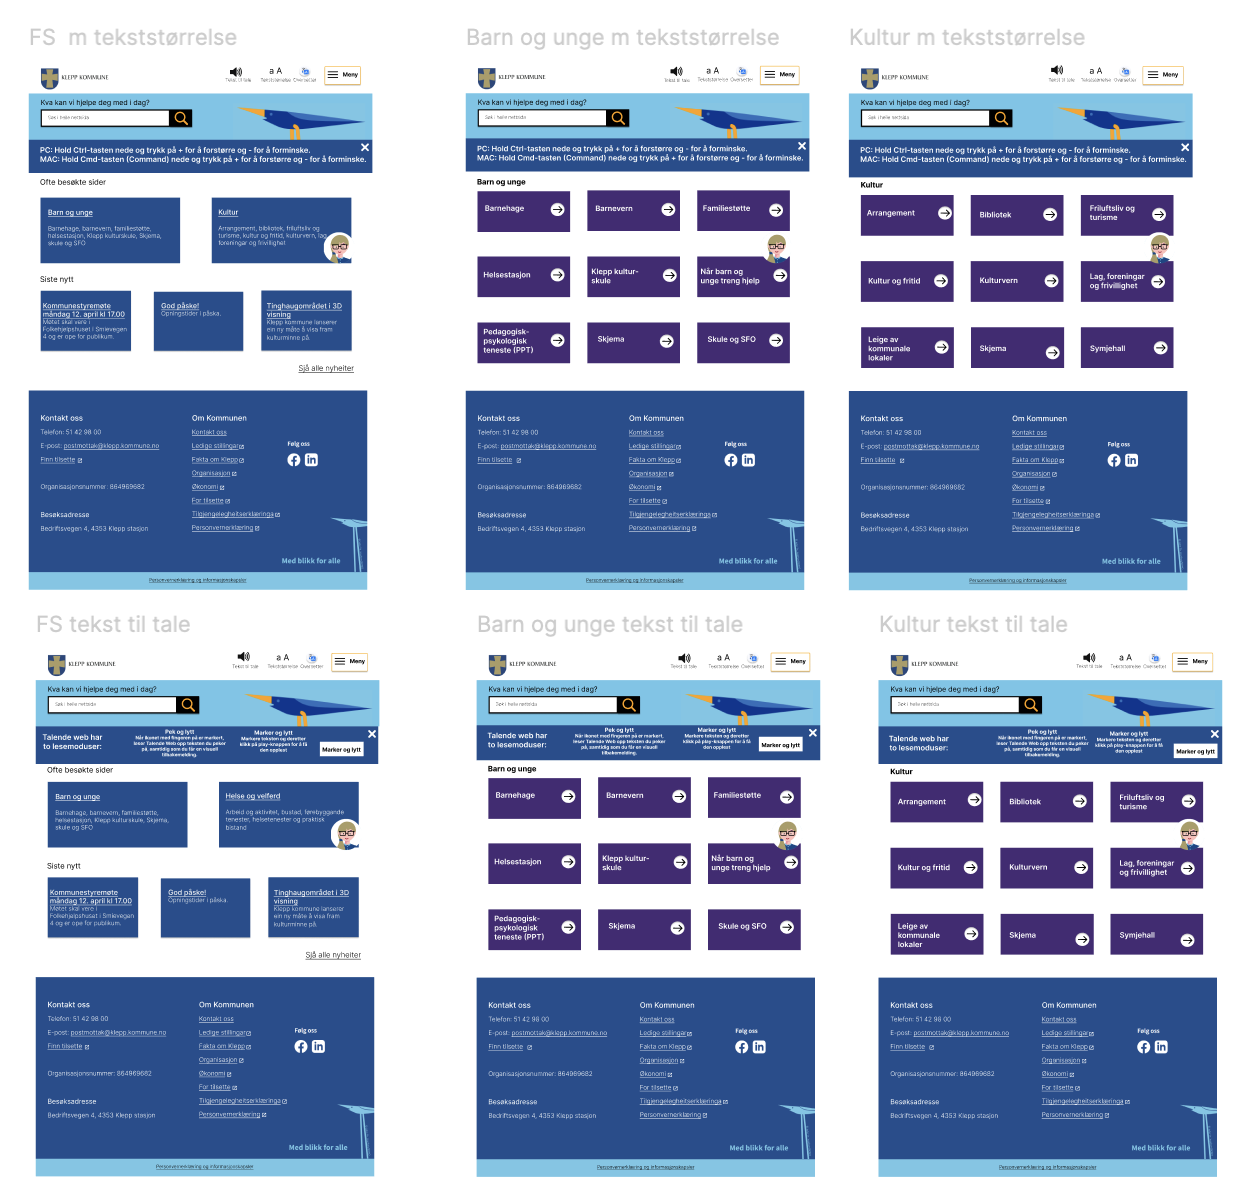 FS  m tekststørrelse
KLEPP KOMMUNE
Tekst til tale
a A
Tekststørrelse
Oversetter
Meny
Kva kan vi hjelpe deg med i dag?
Søk i heile nettsida
PC: Hold Ctrl-tasten nede og trykk på + for å forstørre og - for å forminske.
MAC: Hold Cmd-tasten (Command) nede og trykk på + for å forstørre og - for å forminske.
Ofte besøkte sider
Barn og unge
Barnehage, barnevern, familiestøtte,
helsestasjon, Klepp kulturskule, Skjema,
skule og SFO
Kultur
Arrangement, bibliotek, friluftsliv og
turisme, kultur og fritid, kulturvern, lag,
foreningar og frivillighet
Siste nytt
Kommunestyremøte
måndag 12. april kl 17.00
Møtet skal vere i
Folkehjelpshuset i Smievegen
4 og er ope for publikum.
God påske!
Opningstider i påska.
Tinghaugområdet i 3D
visning
Klepp kommune lanserer
ein ny måte å visa fram
kulturminne på.
Sjå alle nyheiter
Kontakt oss
Telefon: 51 42 98 00
E-post: postmottak@klepp.kommune.no
Finn tilsette
Organisasjonsnummer: 864969682
Besøksadresse
Bedriftsvegen 4, 4353 Klepp stasjon
Om Kommunen
Kontakt oss
Ledige stillingar
Fakta om Klepp
Organisasjon
Økonomi
For tilsette
Tilgjengelegheitserklæringa
Personvernerklæring
Følg oss
Med blikk for alle
Personvernerklæring og informasjonskapsler
Barn og unge m tekststørrelse
KLEPP KOMMUNE
Tekst til tale
a A
Tekststørrelse
Oversetter
Meny
Kva kan vi hjelpe deg med i dag?
Søk i heile nettsida
PC: Hold Ctrl-tasten nede og trykk på + for å forstørre og - for å forminske.
MAC: Hold Cmd-tasten (Command) nede og trykk på + for å forstørre og - for å forminske.
Barn og unge
Barnehage
Barnevern
Familiestøtte
Helsestasjon
Klepp kultur-
skule
Når barn og
unge treng hjelp
Pedagogisk-
psykologisk
teneste (PPT)
Skjema
Skule og SFO
Kontakt oss
Telefon: 51 42 98 00
E-post: postmottak@klepp.kommune.no
Finn tilsette
Organisasjonsnummer: 864969682
Besøksadresse
Bedriftsvegen 4, 4353 Klepp stasjon
Om Kommunen
Kontakt oss
Ledige stillingar
Fakta om Klepp
Organisasjon
Økonomi
For tilsette
Tilgjengelegheitserklæringa
Personvernerklæring
Følg oss
Med blikk for alle
Personvernerklæring og informasjonskapsler
Kultur m tekststørrelse
KLEPP KOMMUNE
Tekst til tale
a A
Tekststørrelse
Oversetter
Meny
Kva kan vi hjelpe deg med i dag?
Søk i heile nettsida
PC: Hold Ctrl-tasten nede og trykk på + for å forstørre og - for å forminske.
MAC: Hold Cmd-tasten (Command) nede og trykk på + for å forstørre og - for å forminske.
Kultur
Arrangement
Bibliotek
Friluftsliv og
turisme
Kultur og fritid
Kulturvern
Lag, foreningar
og frivillighet
Leige av
kommunale
lokaler
Skjema
Symjehall
Kontakt oss
Telefon: 51 42 98 00
E-post: postmottak@klepp.kommune.no
Finn tilsette
Organisasjonsnummer: 864969682
Besøksadresse
Bedriftsvegen 4, 4353 Klepp stasjon
Om Kommunen
Kontakt oss
Ledige stillingar
Fakta om Klepp
Organisasjon
Økonomi
For tilsette
Tilgjengelegheitserklæringa
Personvernerklæring
Følg oss
Med blikk for alle
Personvernerklæring og informasjonskapsler
FS tekst til tale
KLEPP KOMMUNE
Tekst til tale
a A
Tekststørrelse
Oversetter
Meny
Kva kan vi hjelpe deg med i dag?
Søk i heile nettsida
Talende web har
to lesemoduser:
Pek og lytt
Når ikonet med fingeren på er markert,
leser Talende Web opp teksten du peker
på, samtidig som du får en visuell
tilbakemelding.
Marker og lytt
Markere teksten og deretter
klikk på play-knappen for å få
den opplest
Marker og lytt
Ofte besøkte sider
Barn og unge
Barnehage, barnevern, familiestøtte,
helsestasjon, Klepp kulturskule, Skjema,
skule og SFO
Helse og velferd
Arbeid og aktivitet, bustad, førebyggende
tenester, helsetenester og praktisk
bistand
Siste nytt
Kommunestyremøte
måndag 12. april kl 17.00
Møtet skal vere i
Folkehjelpshuset i Smievegen
4 og er ope for publikum.
God påske!
Opningstider i påska.
Tinghaugområdet i 3D
visning
Klepp kommune lanserer
ein ny måte å visa fram
kulturminne på.
Sjå alle nyheiter
Kontakt oss
Telefon: 51 42 98 00
E-post: postmottak@klepp.kommune.no
Finn tilsette
Organisasjonsnummer: 864969682
Besøksadresse
Bedriftsvegen 4, 4353 Klepp stasjon
Om Kommunen
Kontakt oss
Ledige stillingar
Fakta om Klepp
Organisasjon
Økonomi
For tilsette
Tilgjengelegheitserklæringa
Personvernerklæring
Følg oss
Med blikk for alle
Personvernerklæring og informasjonskapsler
Barn og unge tekst til tale
KLEPP KOMMUNE
Tekst til tale
a A
Tekststørrelse
Oversetter
Meny
Kva kan vi hjelpe deg med i dag?
Søk i heile nettsida
Talende web har
to lesemoduser:
Pek og lytt
Når ikonet med fingeren på er markert,
leser Talende Web opp teksten du peker
på, samtidig som du får en visuell
tilbakemelding.
Marker og lytt
Markere teksten og deretter
klikk på play-knappen for å få
den opplest
Marker og lytt
Barn og unge
Barnehage
Barnevern
Familiestøtte
Helsestasjon
Klepp kultur-
skule
Når barn og
unge treng hjelp
Pedagogisk-
psykologisk
teneste (PPT)
Skjema
Skule og SFO
Kontakt oss
Telefon: 51 42 98 00
E-post: postmottak@klepp.kommune.no
Finn tilsette
Organisasjonsnummer: 864969682
Besøksadresse
Bedriftsvegen 4, 4353 Klepp stasjon
Om Kommunen
Kontakt oss
Ledige stillingar
Fakta om Klepp
Organisasjon
Økonomi
For tilsette
Tilgjengelegheitserklæringa
Personvernerklæring
Følg oss
Med blikk for alle
Personvernerklæring og informasjonskapsler
Kultur tekst til tale
KLEPP KOMMUNE
Tekst til tale
a A
Tekststørrelse
Oversetter
Meny
Kva kan vi hjelpe deg med i dag?
Søk i heile nettsida
Talende web har
to lesemoduser:
Pek og lytt
Når ikonet med fingeren på er markert,
leser Talende Web opp teksten du peker
på, samtidig som du får en visuell
tilbakemelding.
Marker og lytt
Markere teksten og deretter
klikk på play-knappen for å få
den opplest
Marker og lytt
Kultur
Arrangement
Bibliotek
Friluftsliv og
turisme
Kultur og fritid
Kulturvern
Lag, foreningar
og frivillighet
Leige av
kommunale
lokaler
Skjema
Symjehall
Kontakt oss
Telefon: 51 42 98 00
E-post: postmottak@klepp.kommune.no
Finn tilsette
Organisasjonsnummer: 864969682
Besøksadresse
Bedriftsvegen 4, 4353 Klepp stasjon
Om Kommunen
Kontakt oss
Ledige stillingar
Fakta om Klepp
Organisasjon
Økonomi
For tilsette
Tilgjengelegheitserklæringa
Personvernerklæring
Følg oss
Med blikk for alle
Personvernerklæring og informasjonskapsler